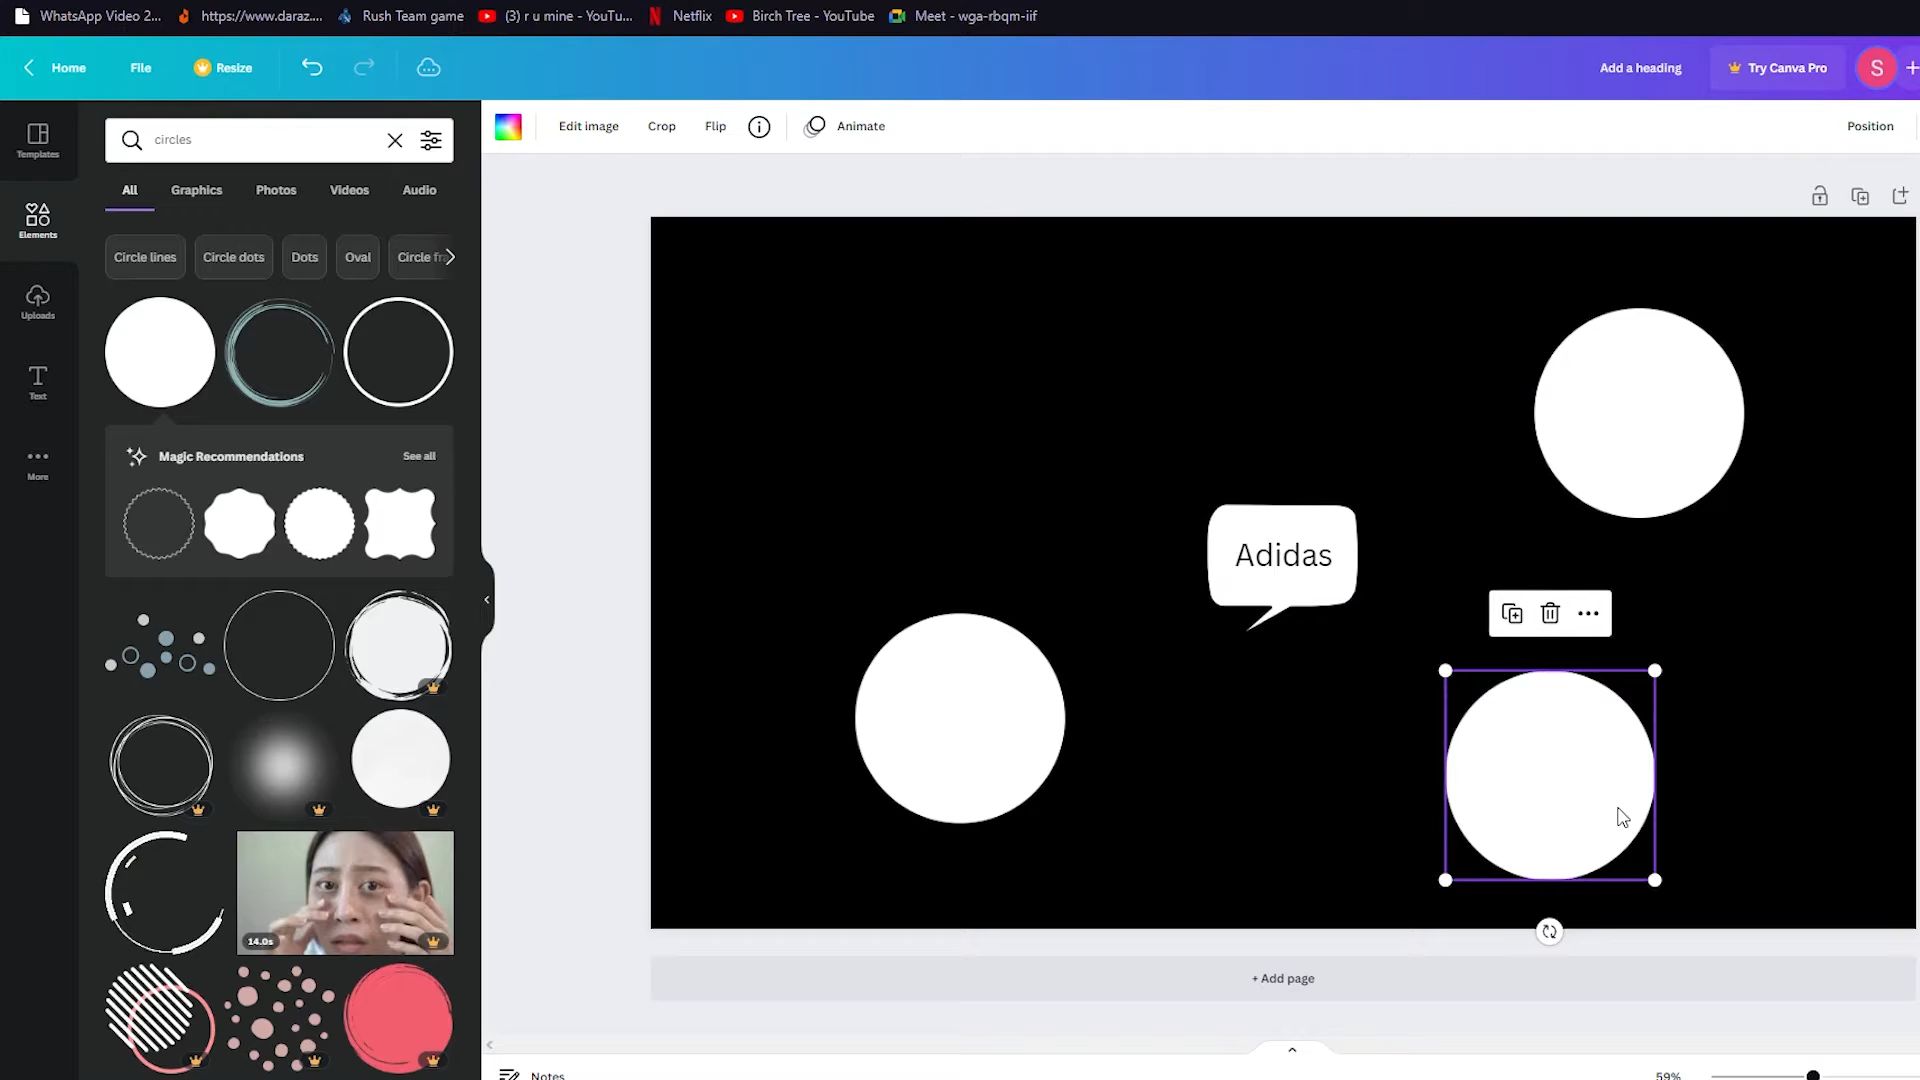 WhatsApp Video 2...
https://www.daraz....
Rush Team game
(3) r u mine - YouTu...
Netflix
Birch Tree - YouTube
Meet - wga-rbqm-iif
Home
File
Resize
Add a heading
Try Canva Pro
S
Templates
Elements
Uploads
Text
More
circles
All
Graphics
Photos
Videos
Audio
Circle lines
Circle dots
Dots
Oval
Circle fra
Magic Recommendations
See all
14.0s
Edit image
Crop
Flip
Animate
Position
Adidas
+ Add page
Notes
59%